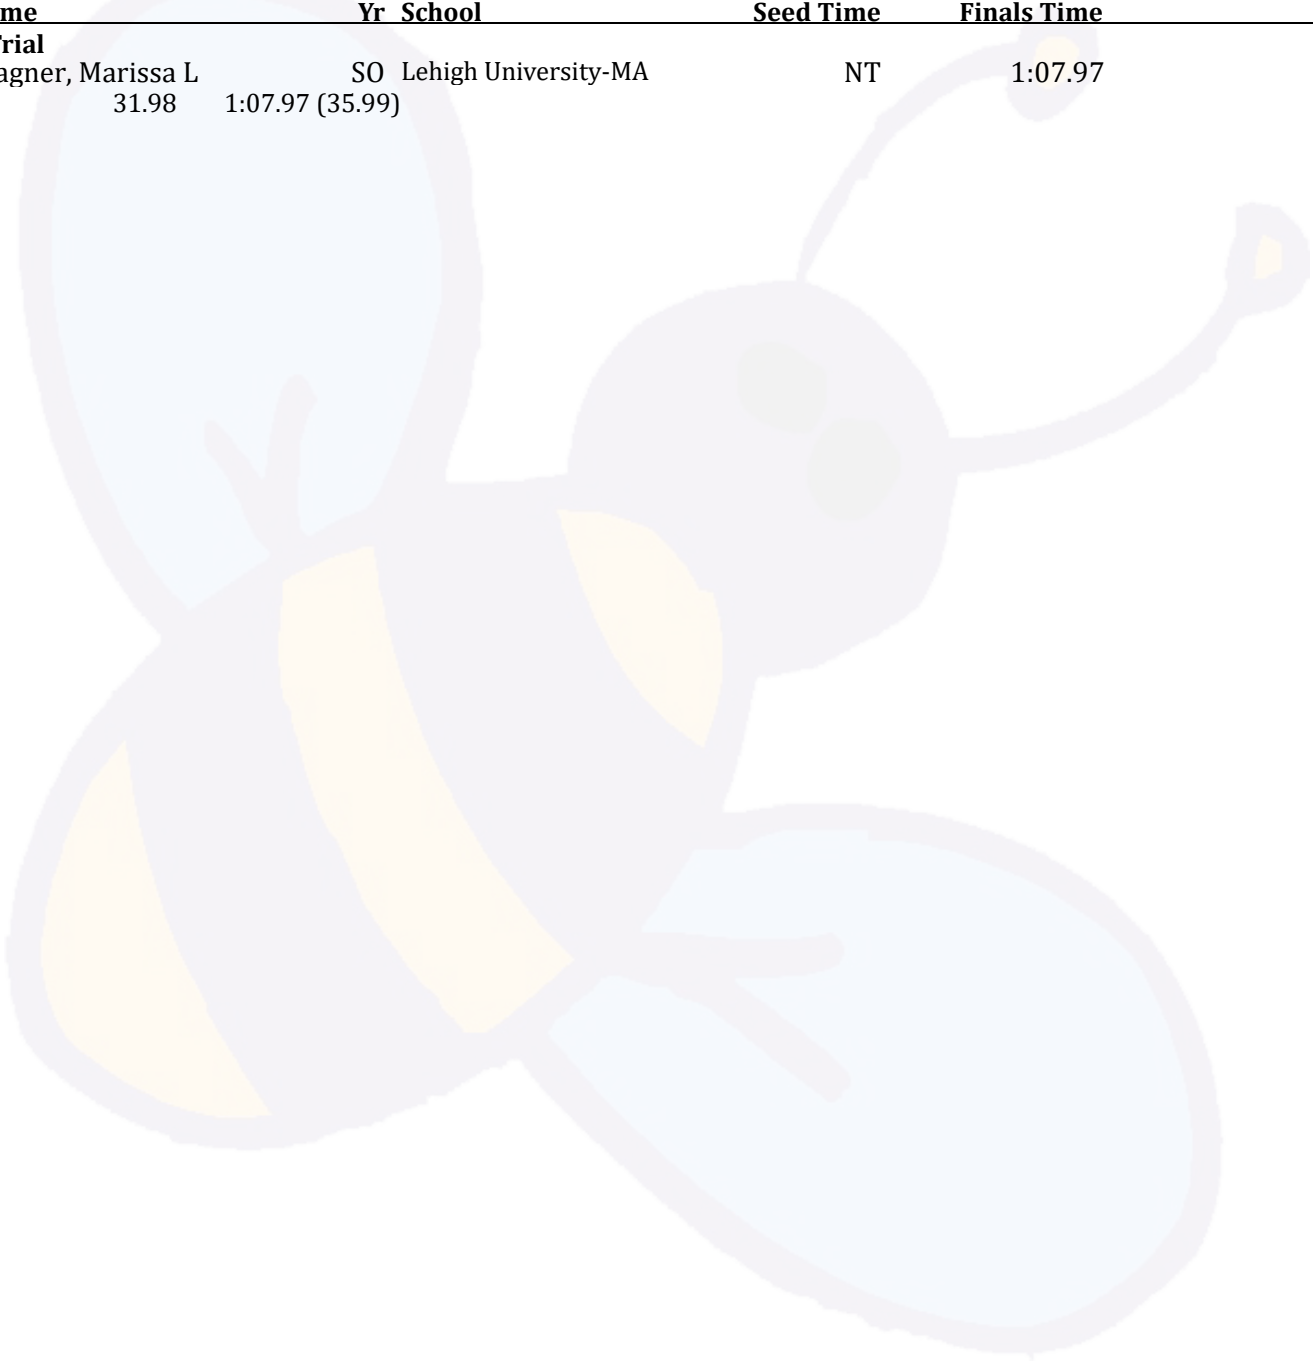 me Yr School Seed Time Finals Time
Trial
agner, Marissa L SO Lehigh University-MA NT 1:07.97
31.98 1:07.97 (35.99)